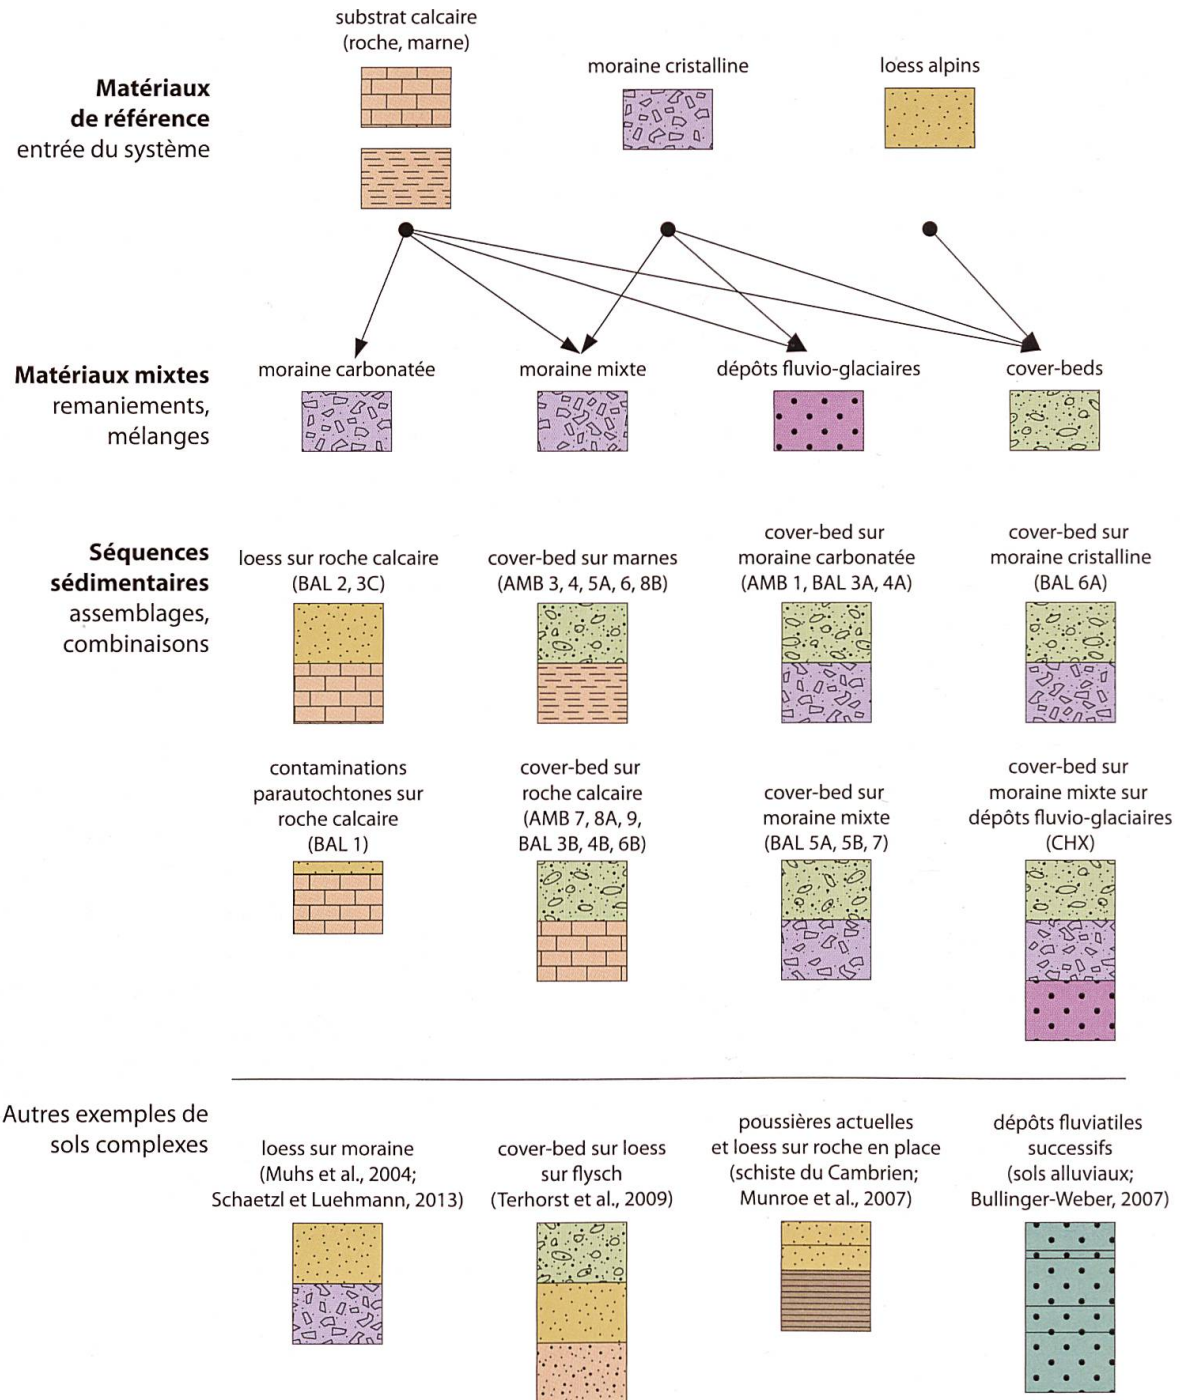 substrat calcaire
(roche, marne)
moraine cristalline
loess alpins
Matériaux
de référence
entrée du système
Matériaux mixtes
remaniements,
mélanges
moraine carbonatée
moraine mixte
dépôts fluvio-glaciaires
cover-beds
Séquences
sédimentaires
assemblages,
combinaisons
loess sur roche calcaire
(BAL 2, 3C)
cover-bed sur marnes
(AMB 3, 4, 5A, 6, 8B)
cover-bed sur
moraine carbonatée
(AMB 1, BAL 3A, 4A)
cover-bed sur
moraine cristalline
(BAL 6A)
contaminations
parautochtones sur
roche calcaire
(BAL 1)
cover-bed sur
roche calcaire
(AMB 7, 8A, 9,
BAL 3B, 4B, 6B)
cover-bed sur
moraine mixte
(BAL 5A, 5B, 7)
cover-bed sur
moraine mixte sur
dépôts fluvio-glaciaires
(CHX)
Autres exemples de
sols complexes
loess sur moraine
(Muhs et al., 2004;
Schaetzl et Luehmann, 2013)
cover-bed sur loess
sur flysch
(Terhorst et al., 2009)
poussières actuelles
et loess sur roche en place
(schiste du Cambrien;
Munroe et al., 2007)
dépôts fluviatiles
successifs
(sols alluviaux;
Bullinger-Weber, 2007)